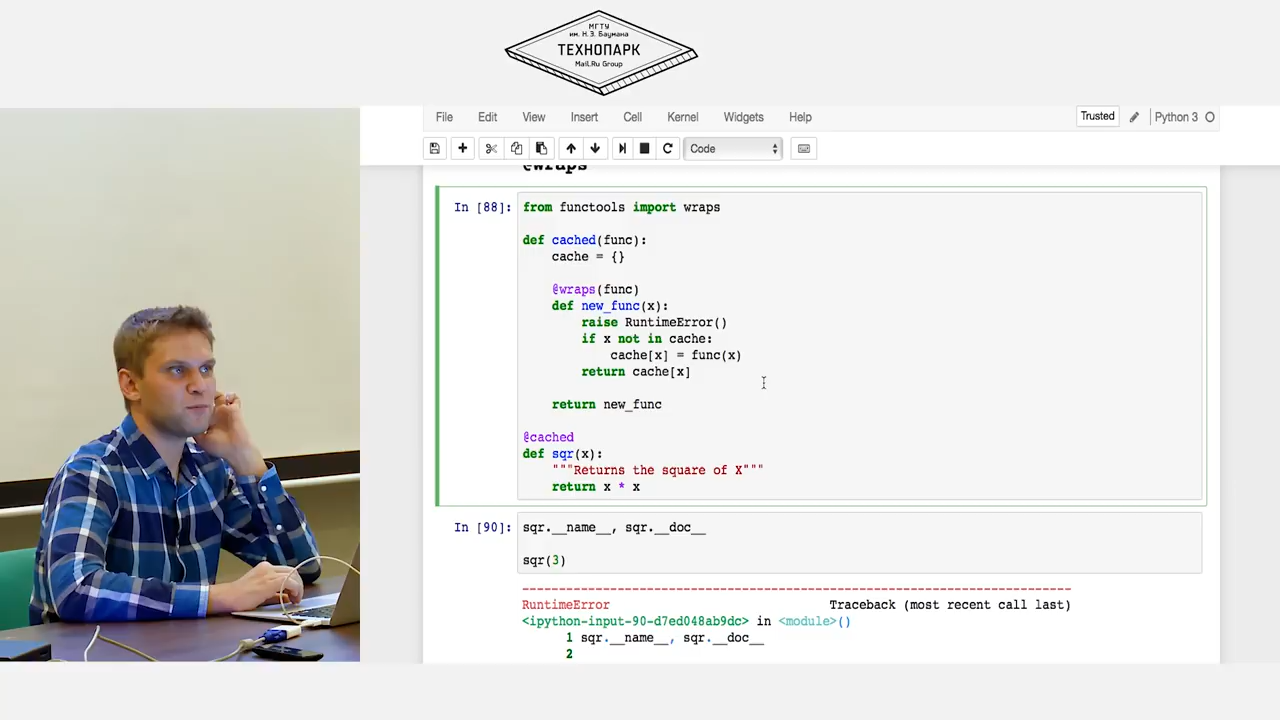 МГТУ
им. Н.Э. Баумана
ТЕХНОПАРК
Mail.Ru Group
File Edit View Insert Cell Kernel Widgets Help Trusted Python 3
Code
@wraps
In [88]: from functools import wraps
def cached(func):
cache = {}
@wraps(func)
def new_func(x):
raise RuntimeError()
if x not in cache:
cache[x] = func(x)
return cache[x]
return new_func
@cached
def sqr(x):
"""Returns the square of X"""
return x * x
In [90]: sqr.__name__, sqr.__doc__
sqr(3)
---------------------------------------------------------------------------
RuntimeError Traceback (most recent call last)
<ipython-input-90-d7ed048ab9dc> in <module>()
1 sqr.__name__, sqr.__doc__
2